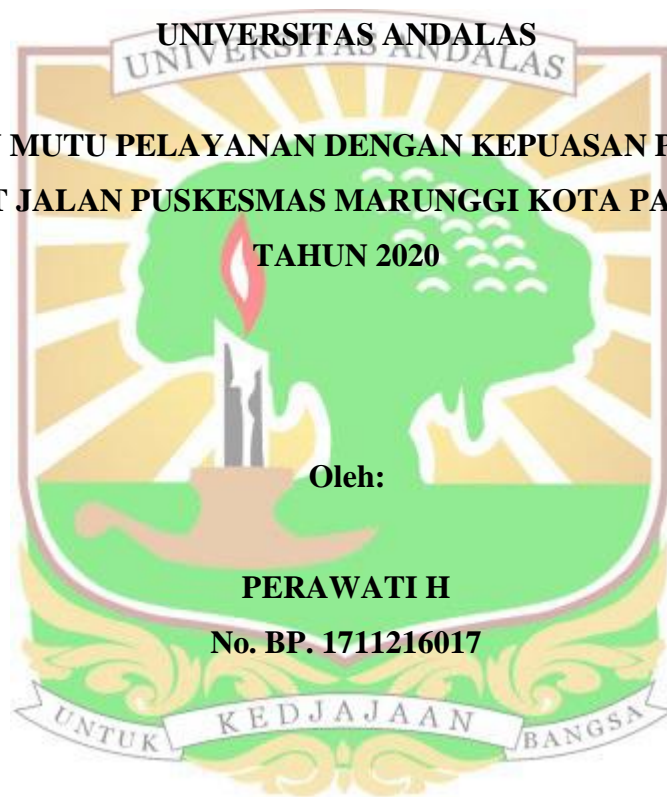 UNIVERSITAS ANDALAS
UNIVERSITAS ANDALAS
MUTU PELAYANAN DENGAN KEPUASAN
JALAN PUSKESMAS MARUNGGI KOTA
TAHUN 2020
Oleh:
PERAWATI H
No. BP. 1711216017
UNTUK KEDJAJAAN BANGSA